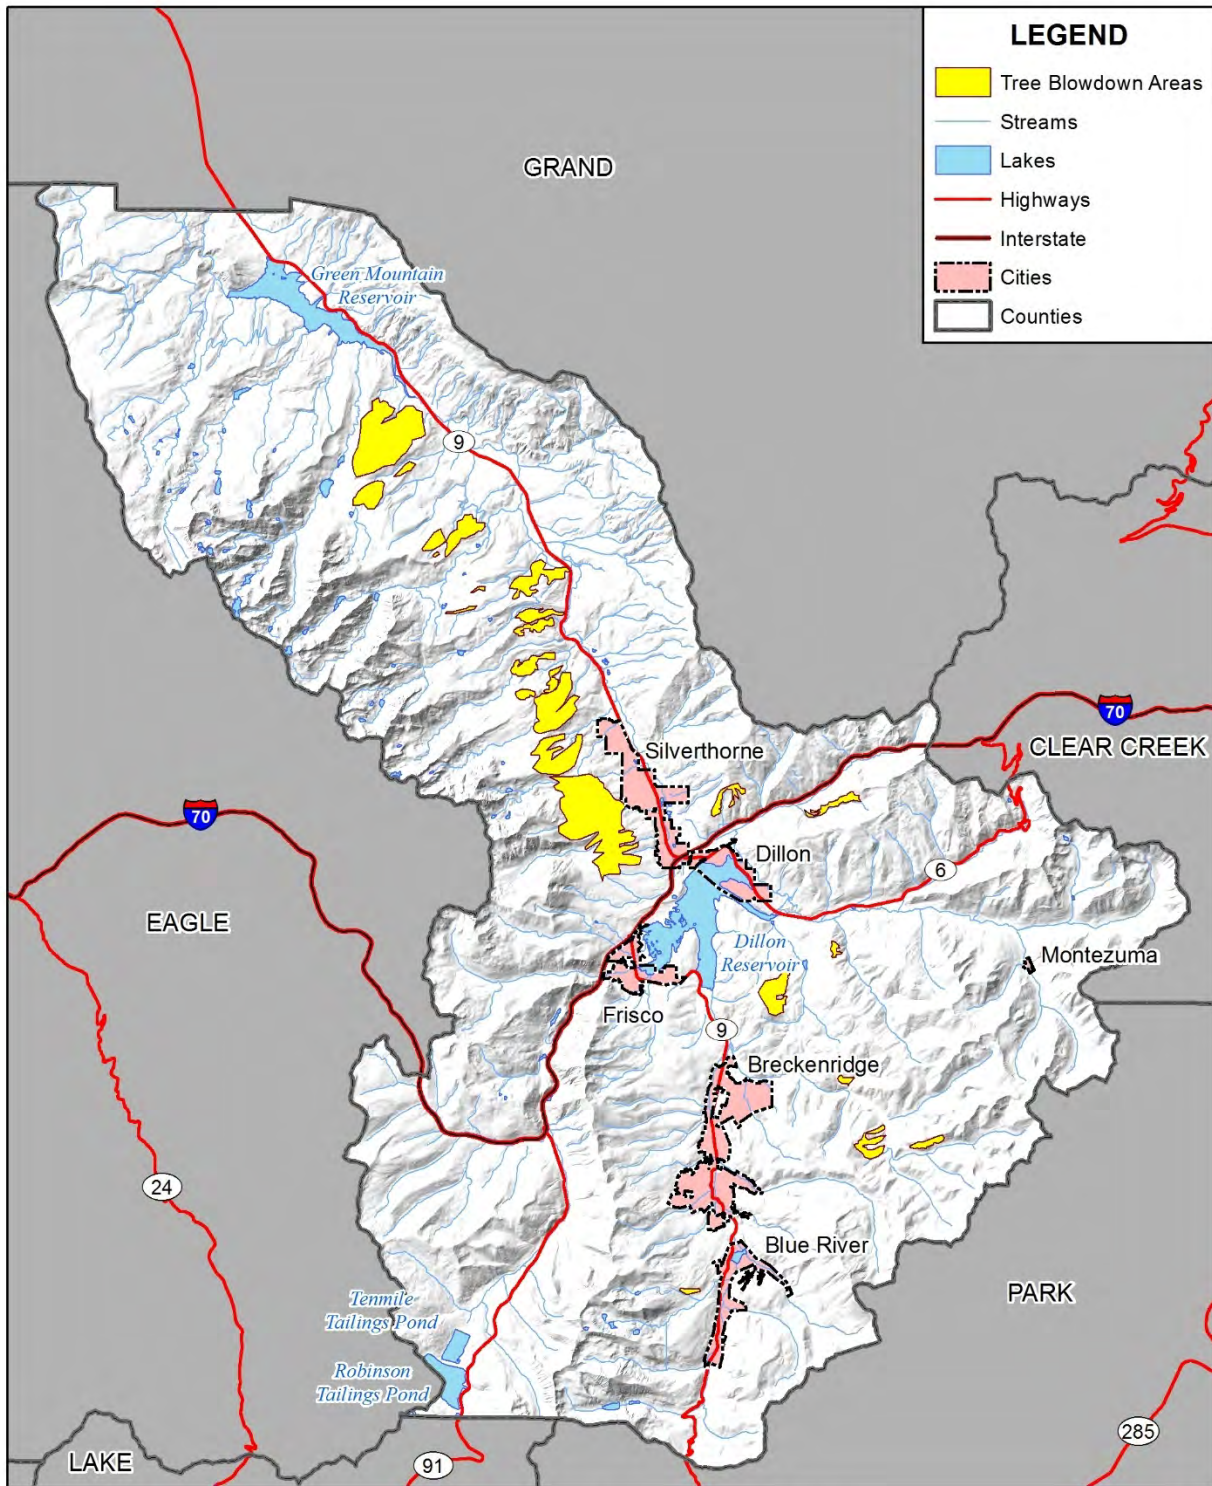 LEGEND
Tree Blowdown Areas
Streams
Lakes
Highways
Interstate
Cities
Counties
GRAND
Green Mountain
Reservoir
9
70
CLEAR CREEK
Silverthorne
70
Dillon
6
EAGLE
Dillon
Reservoir
Montezuma
Frisco
9
Breckenridge
24
Blue River
PARK
Tenmile
Tailings Pond
Robinson
Tailings Pond
285
LAKE
91